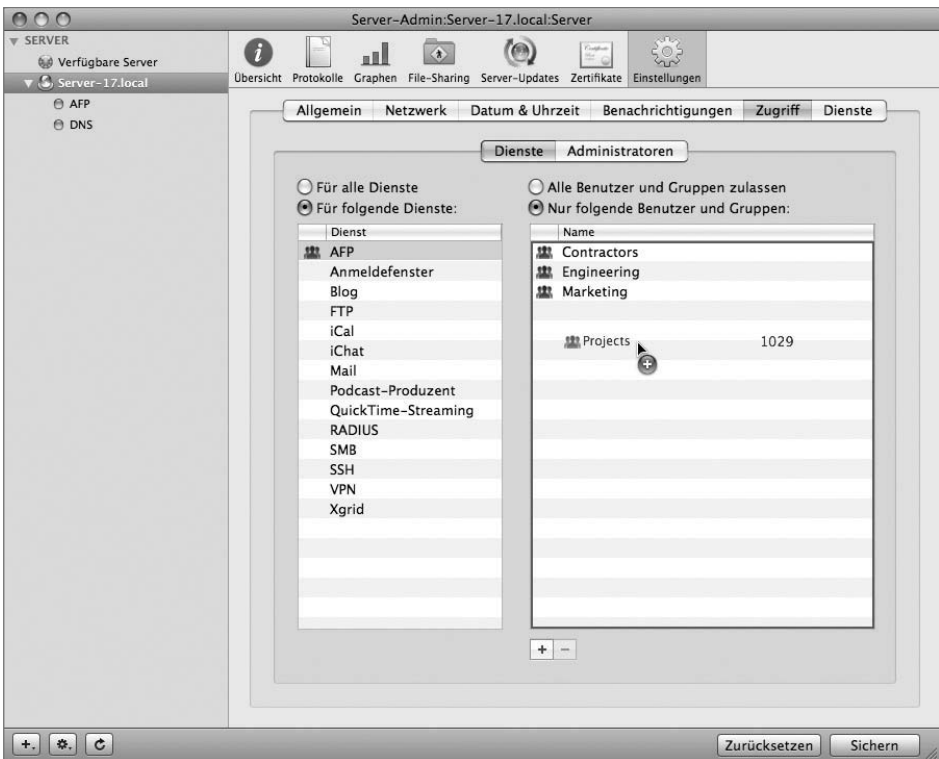 Server-Admin:Server-17.local:Server
SERVER
Verfügbare Server
Server-17.local
AFP
DNS
Übersicht Protokolle Graphen File-Sharing Server-Updates Zertifikate Einstellungen
Allgemein Netzwerk Datum & Uhrzeit Benachrichtigungen Zugriff Dienste
Dienste Administratoren
Für alle Dienste
Für folgende Dienste:
Dienst
AFP
Anmeldefenster
Blog
FTP
iCal
iChat
Mail
Podcast-Produzent
QuickTime-Streaming
RADIUS
SMB
SSH
VPN
Xgrid
Alle Benutzer und Gruppen zulassen
Nur folgende Benutzer und Gruppen:
Name
Contractors
Engineering
Marketing
Projects 1029
Zurücksetzen Sichern